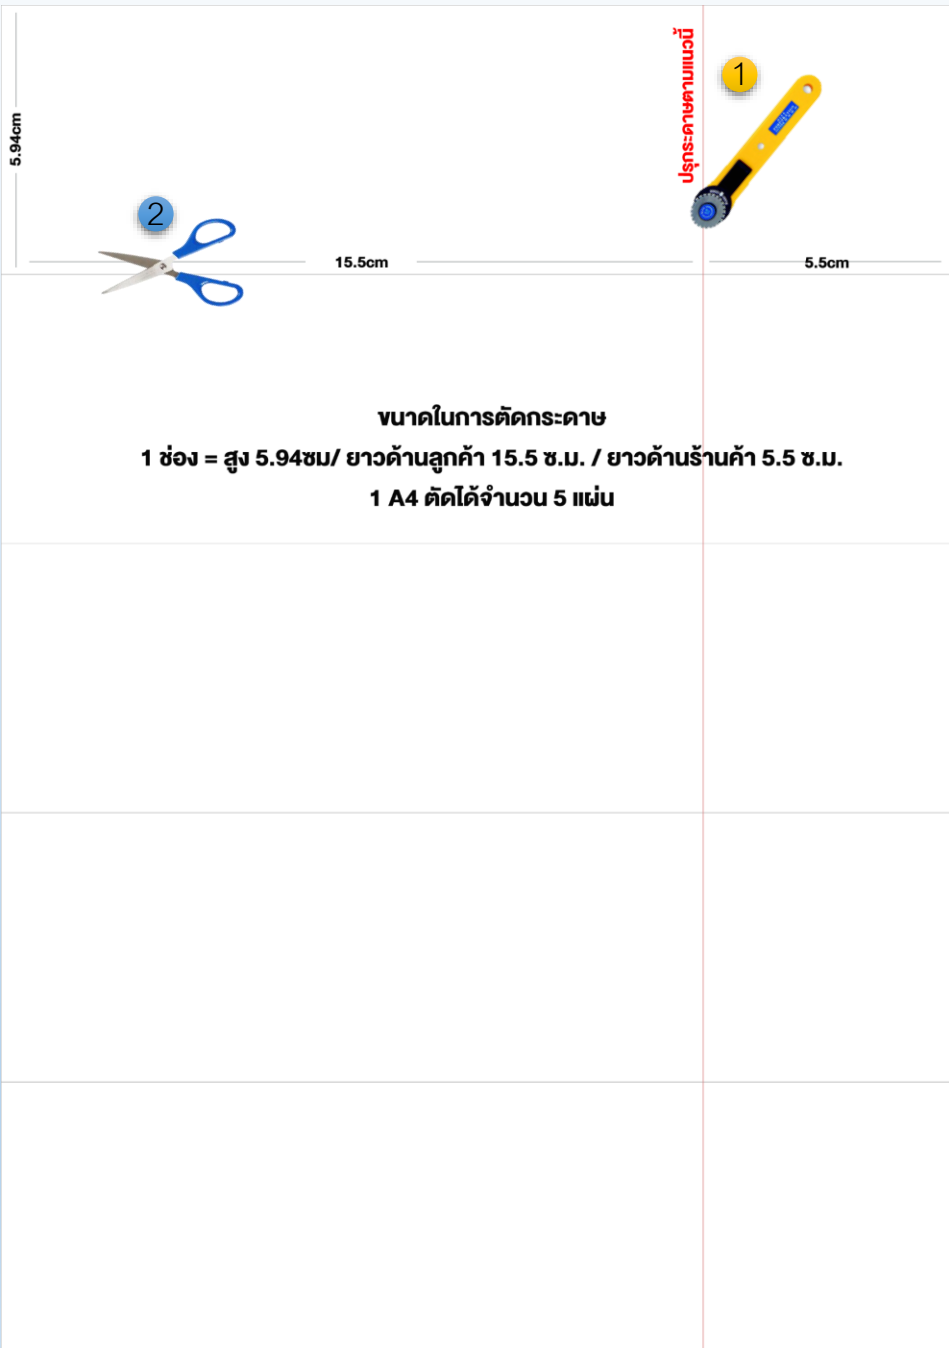 ปรุกระดาษตามแนวนี้
1
5.94cm
2
15.5cm
5.5cm
ขนาดในการตัดกระดาษ
1 ช่อง = สูง 5.94ซม/ ยาวด้านลูกค้า 15.5 ซ.ม. / ยาวด้านร้านค้า 5.5 ซ.ม.
1 A4 ตัดได้จำนวน 5 แผ่น